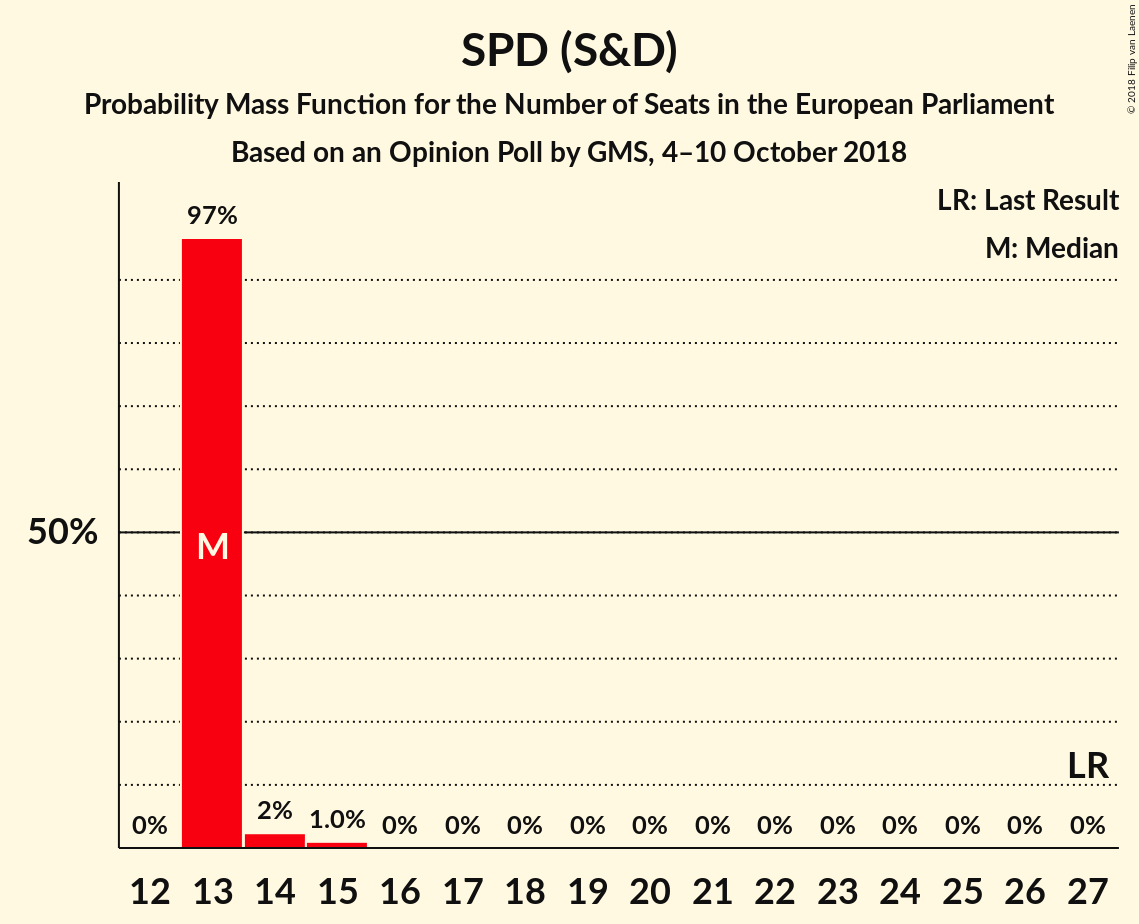 SPD (S&D)
Probability Mass Function for the Number of Seats in the European Parliament
Based on an Opinion Poll by GMS, 4–10 October 2018
© 2018 Filip van Laenen
LR: Last Result
M: Median
97%
50%
M
LR
0% 2% 1.0% 0% 0% 0% 0% 0% 0% 0% 0% 0% 0% 0% 0%
12 13 14 15 16 17 18 19 20 21 22 23 24 25 26 27